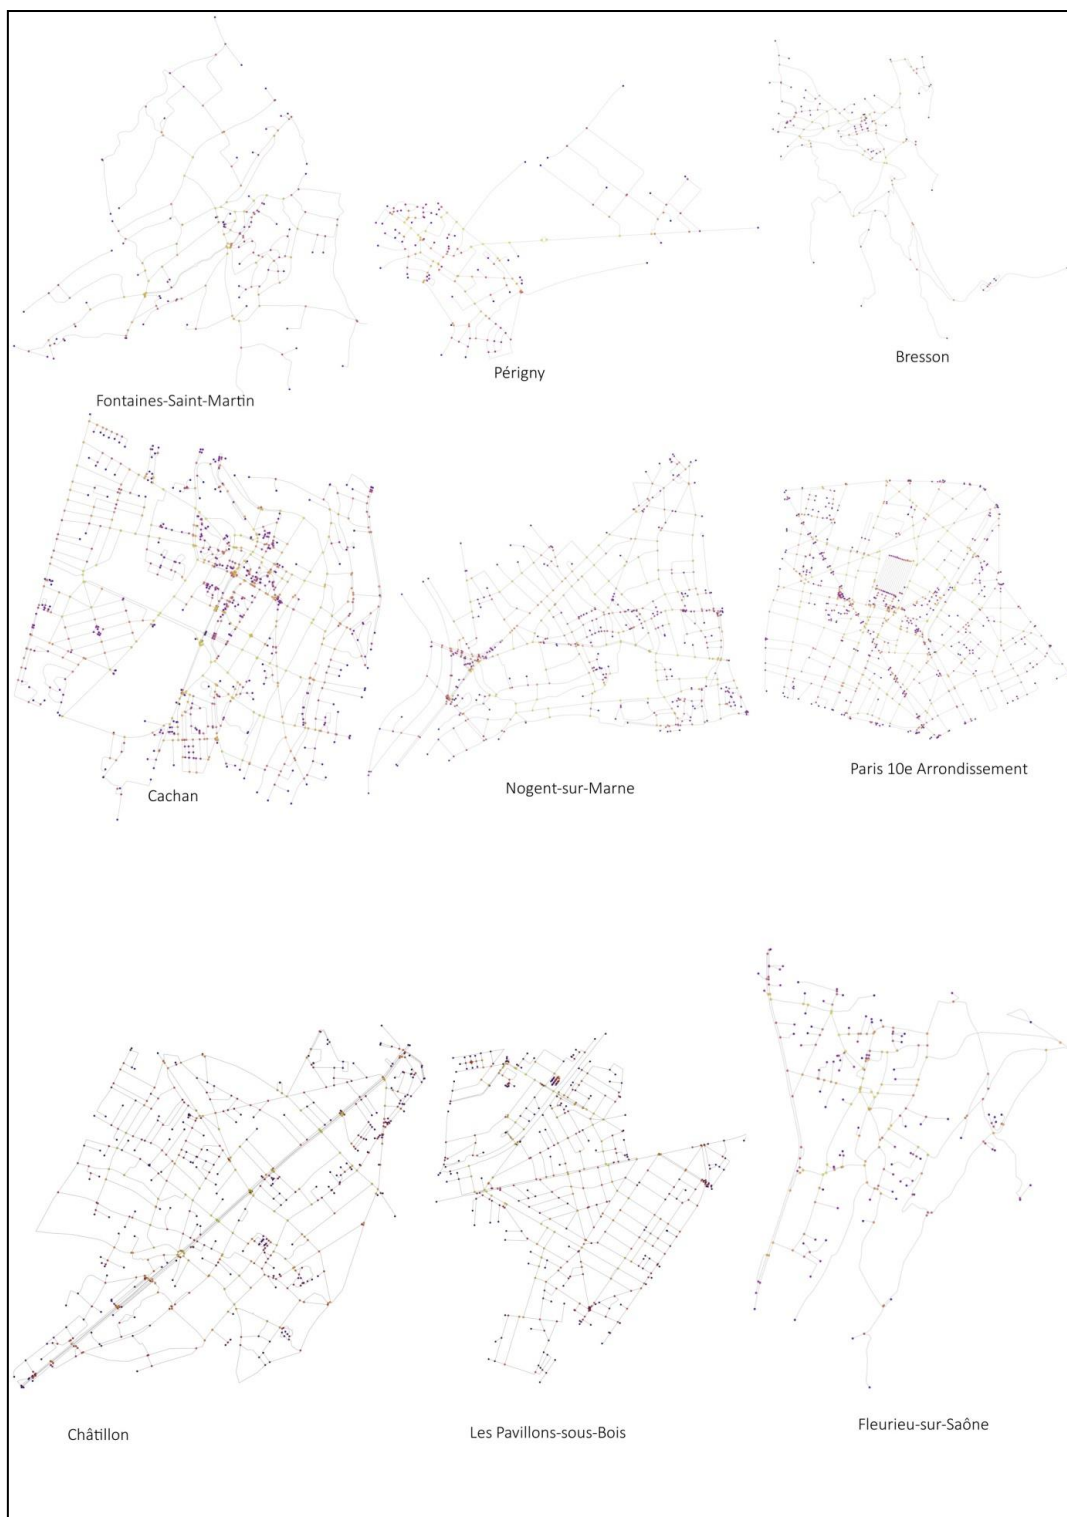 Fontaines-Saint-Martin
Périgny
Bresson
Cachan
Nogent-sur-Marne
Paris 10e Arrondissement
Châtillon
Les Pavillons-sous-Bois
Fleurieu-sur-Saône